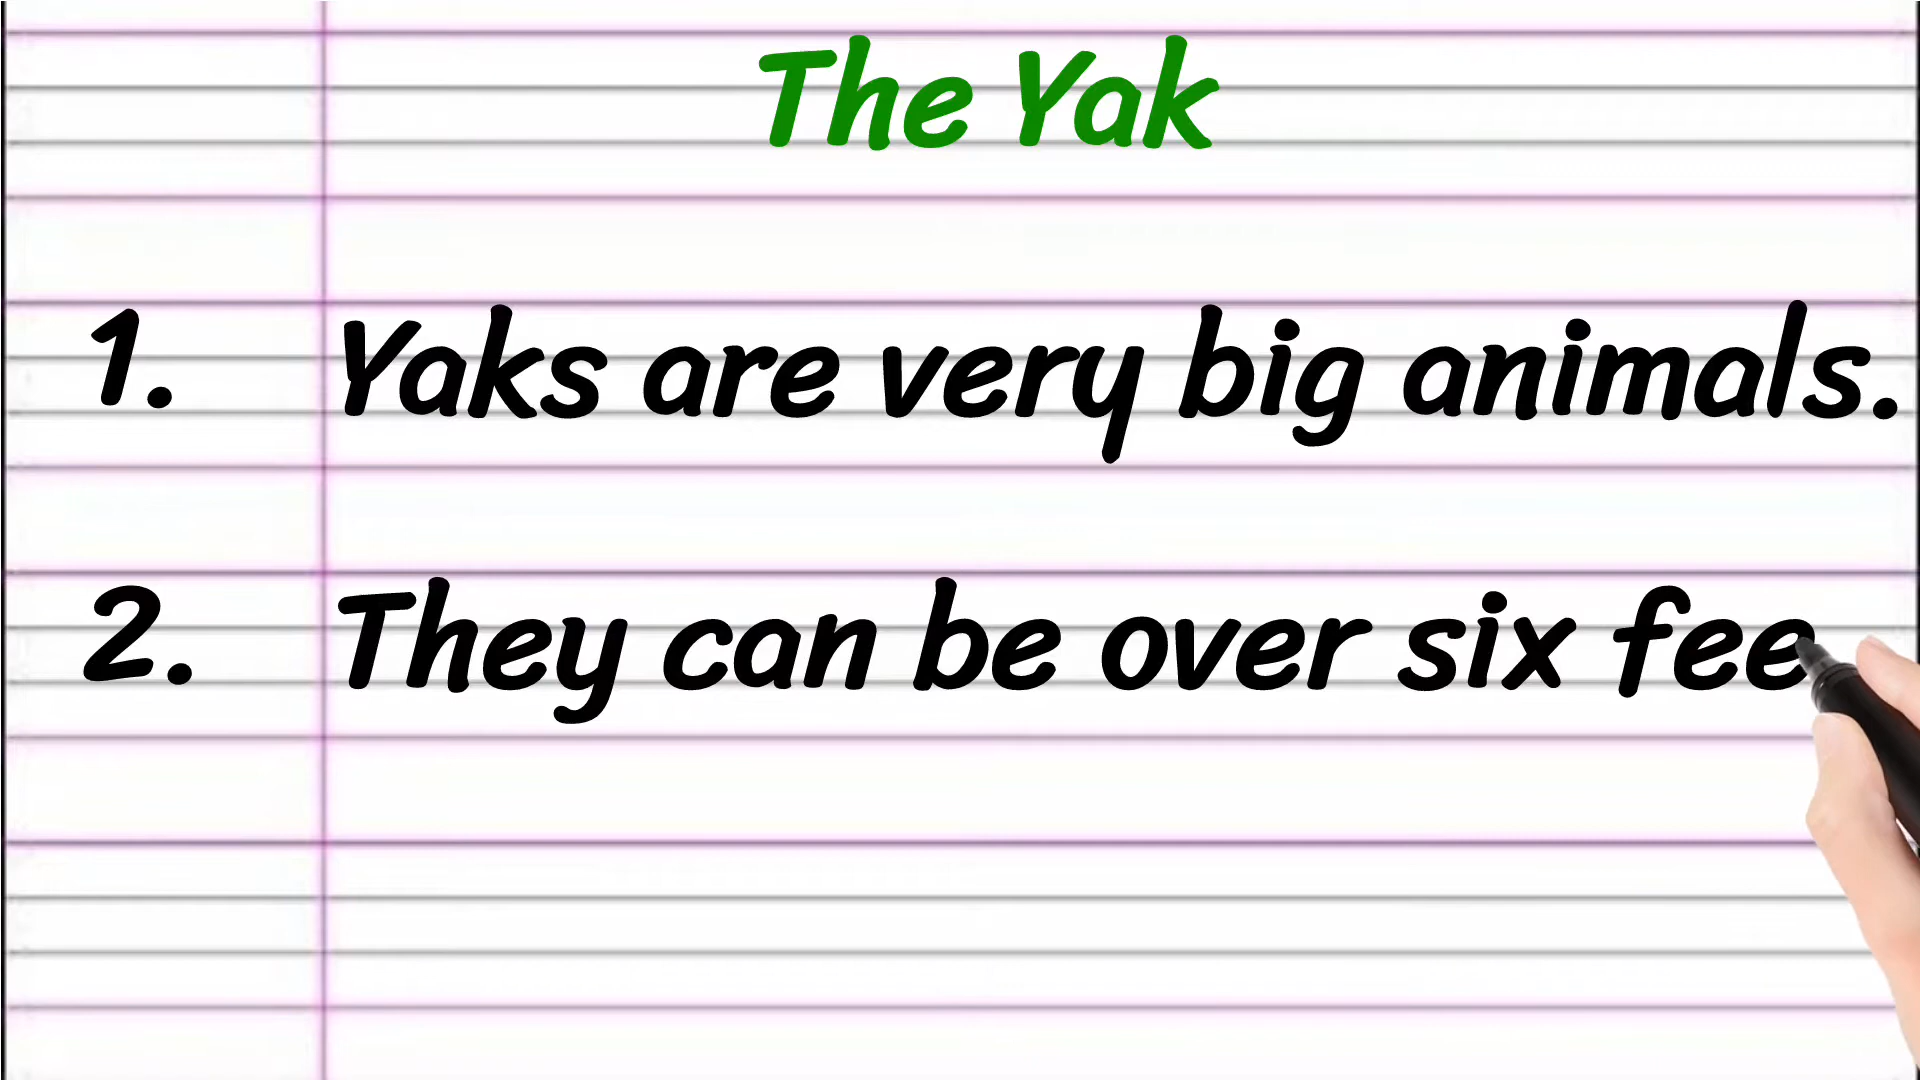 The Yak
1. Yaks are very big animals.
2. They can be over six fee